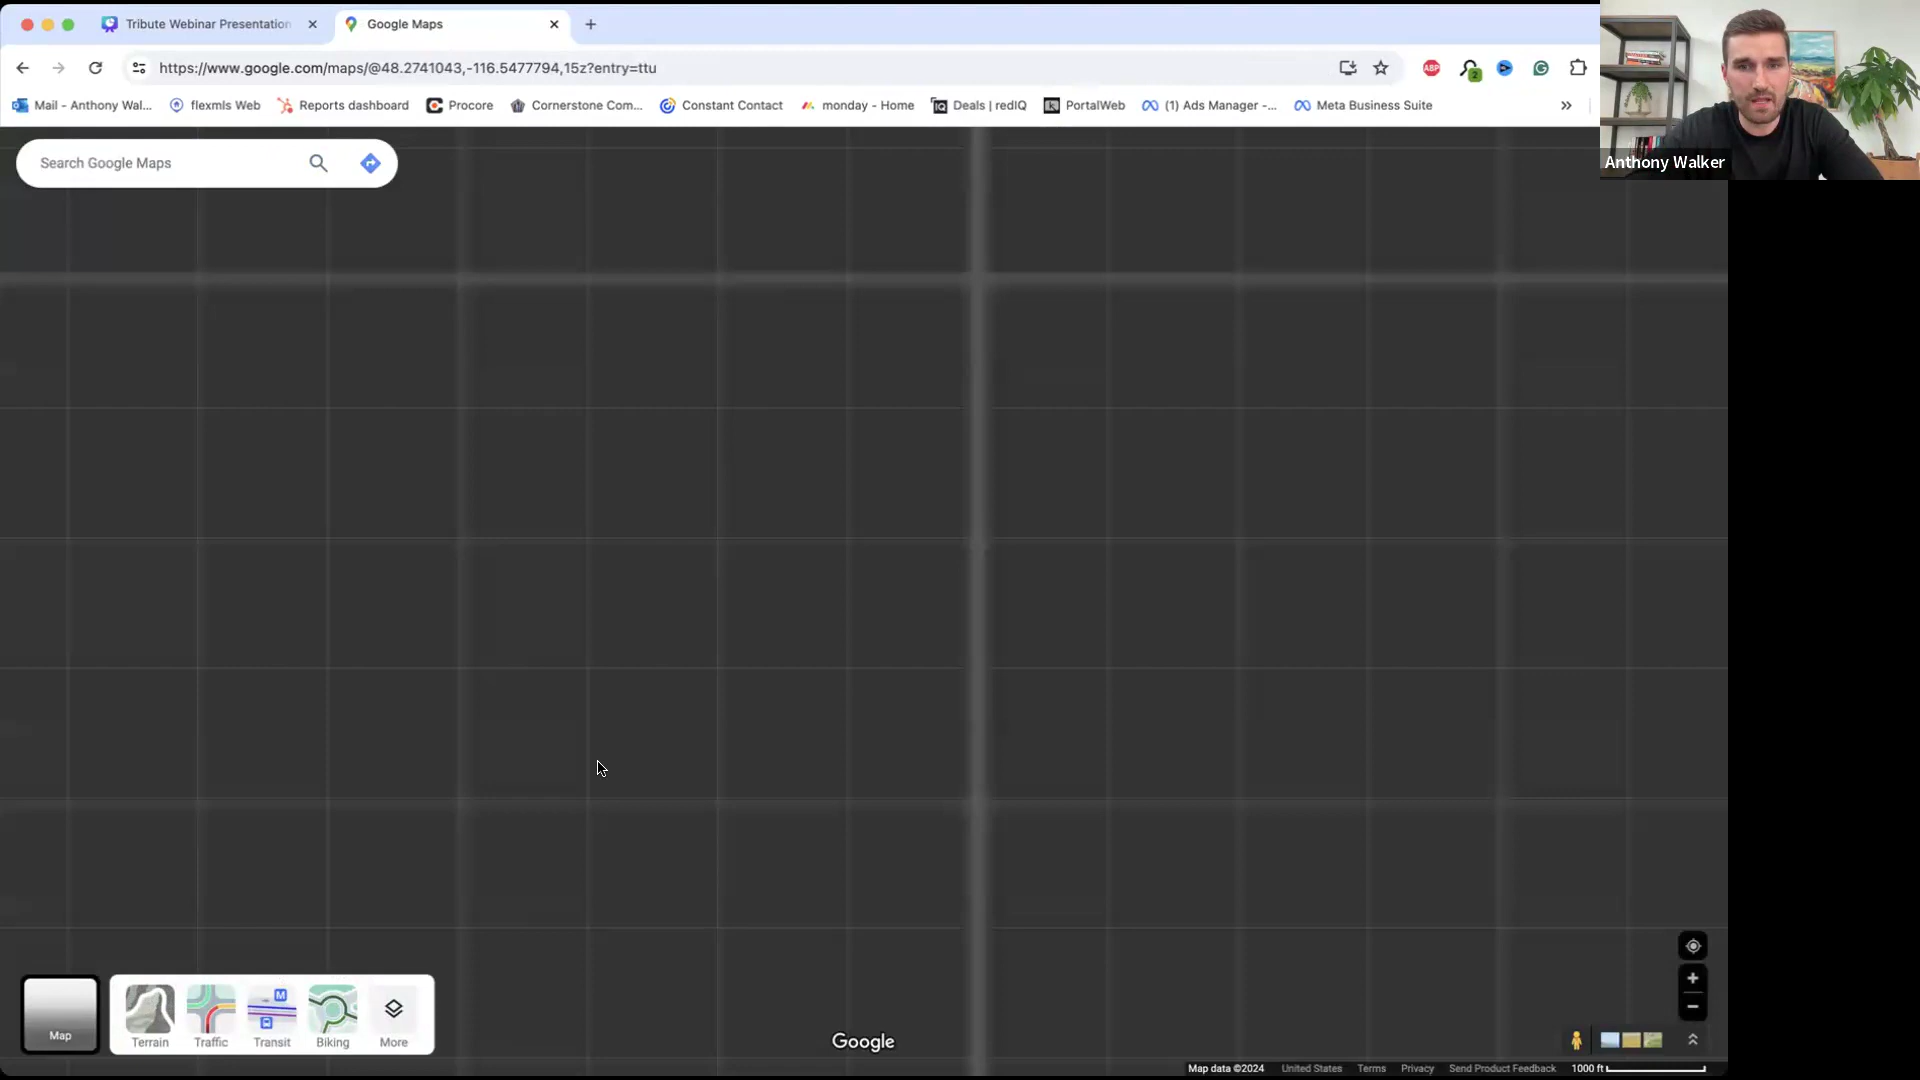 Tribute Webinar Presentation
Google Maps
https://www.google.com/maps/@48.2741043,-116.5477794,15z?entry=ttu
ABP
2
Mail - Anthony Wal...
flexmls Web
Reports dashboard
Procore
Cornerstone Com...
Constant Contact
monday - Home
Deals | redIQ
PortalWeb
(1) Ads Manager -...
Meta Business Suite
Search Google Maps
Anthony Walker
Map
Terrain
Traffic
M
Transit
Biking
More
Google
Map data ©2024 United States Terms Privacy Send Product Feedback 1000 ft